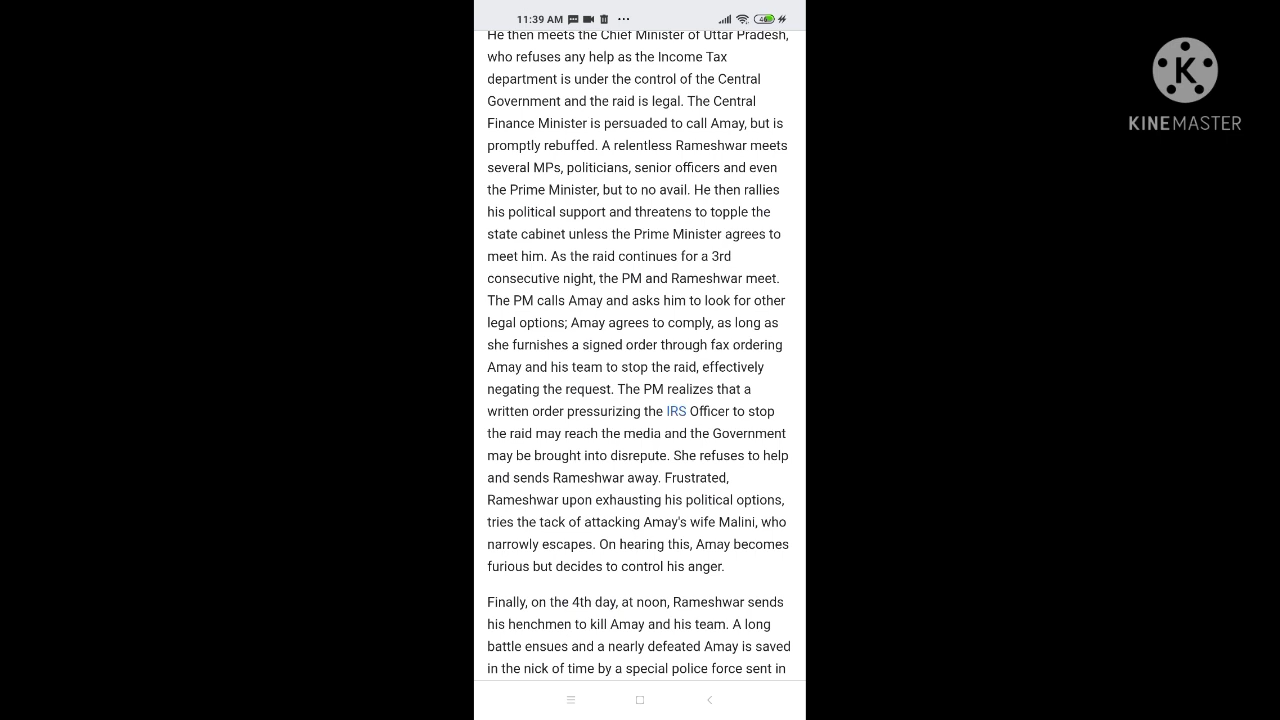 11:39 AM
46
He then meets the Chief Minister of Uttar Pradesh,
who refuses any help as the Income Tax
department is under the control of the Central
Government and the raid is legal. The Central
Finance Minister is persuaded to call Amay, but is
promptly rebuffed. A relentless Rameshwar meets
several MPs, politicians, senior officers and even
the Prime Minister, but to no avail. He then rallies
his political support and threatens to topple the
state cabinet unless the Prime Minister agrees to
meet him. As the raid continues for a 3rd
consecutive night, the PM and Rameshwar meet.
The PM calls Amay and asks him to look for other
legal options; Amay agrees to comply, as long as
she furnishes a signed order through fax ordering
Amay and his team to stop the raid, effectively
negating the request. The PM realizes that a
written order pressurizing the IRS Officer to stop
the raid may reach the media and the Government
may be brought into disrepute. She refuses to help
and sends Rameshwar away. Frustrated,
Rameshwar upon exhausting his political options,
tries the tack of attacking Amay's wife Malini, who
narrowly escapes. On hearing this, Amay becomes
furious but decides to control his anger.
Finally, on the 4th day, at noon, Rameshwar sends
his henchmen to kill Amay and his team. A long
battle ensues and a nearly defeated Amay is saved
in the nick of time by a special police force sent in
K
KINEMASTER